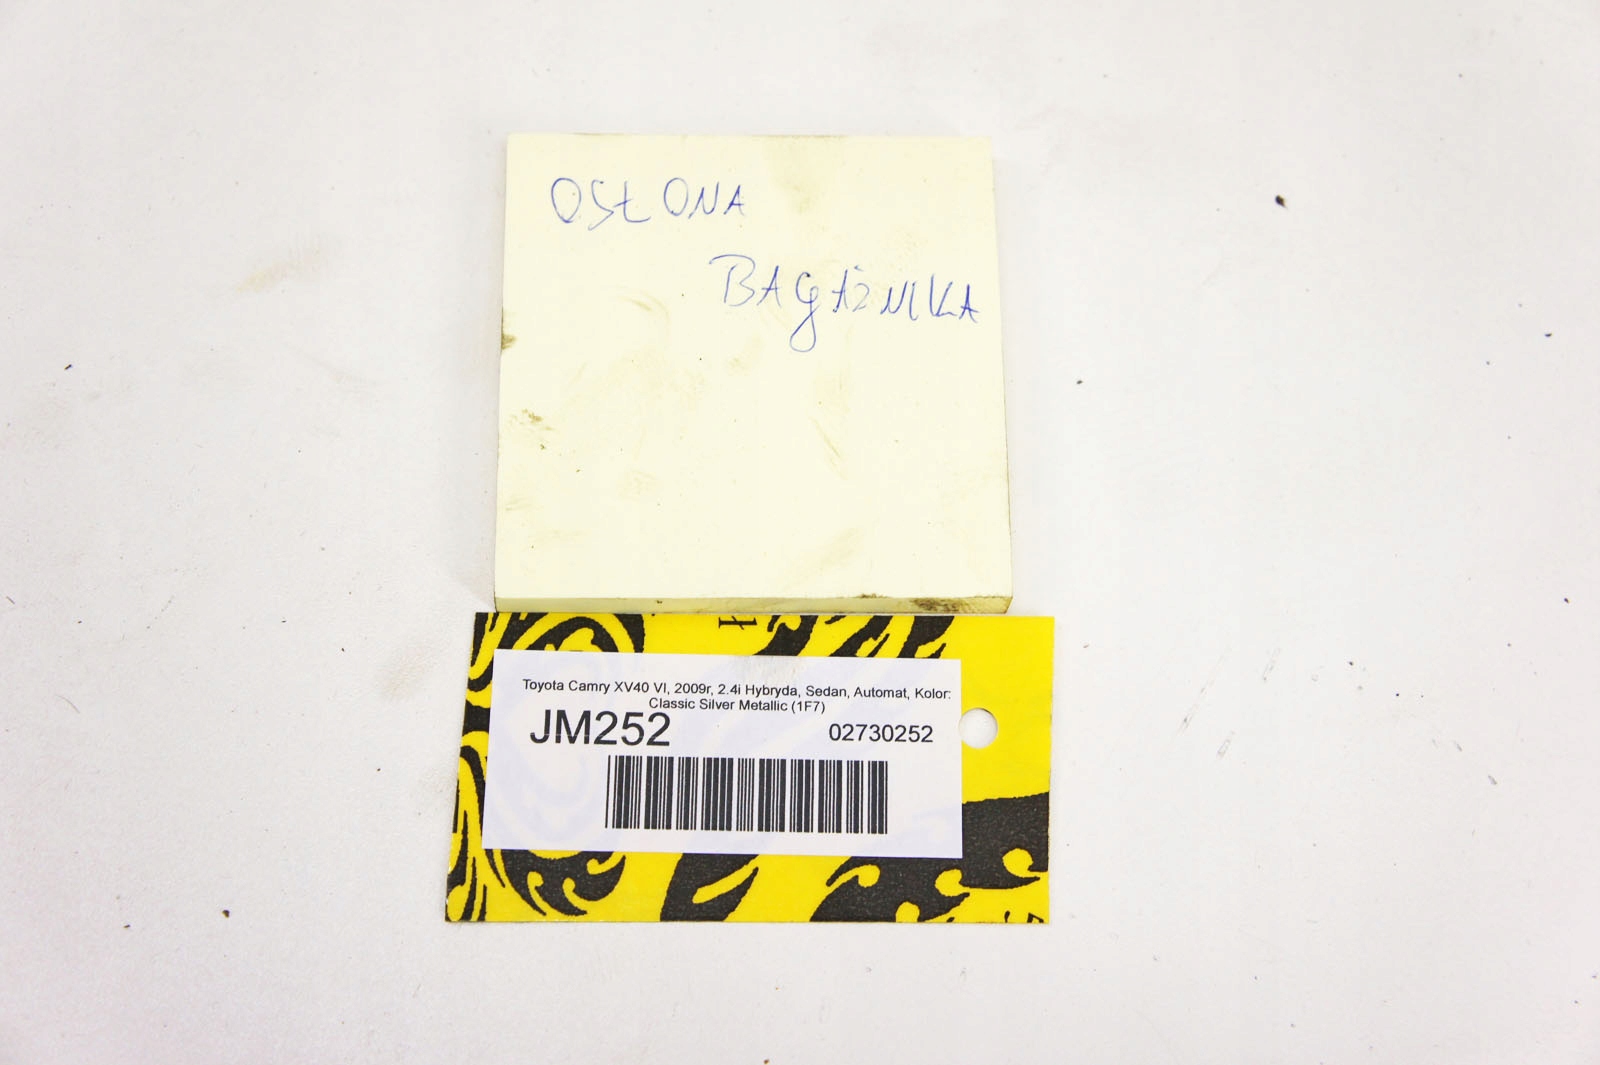 OSŁONA
BAGAŻNIKA
Toyota Camry XV40 VI, 2009r, 2.4i Hybryda, Sedan, Automat, Kolor:
Classic Silver Metallic (1F7)
JM252 02730252